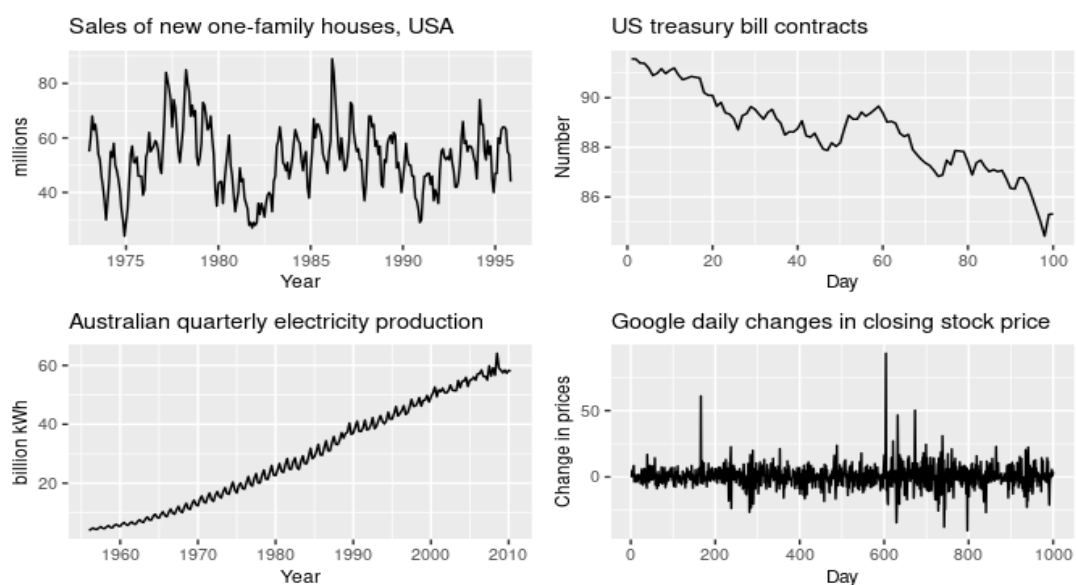 Sales of new one-family houses, USA
millions
80
60
40
1975 1980 1985 1990 1995
Year
US treasury bill contracts
Number
90
88
86
0 20 40 60 80 100
Day
Australian quarterly electricity production
billion kWh
60
40
20
1960 1970 1980 1990 2000 2010
Year
Google daily changes in closing stock price
Change in prices
50
0
0 200 400 600 800 1000
Day